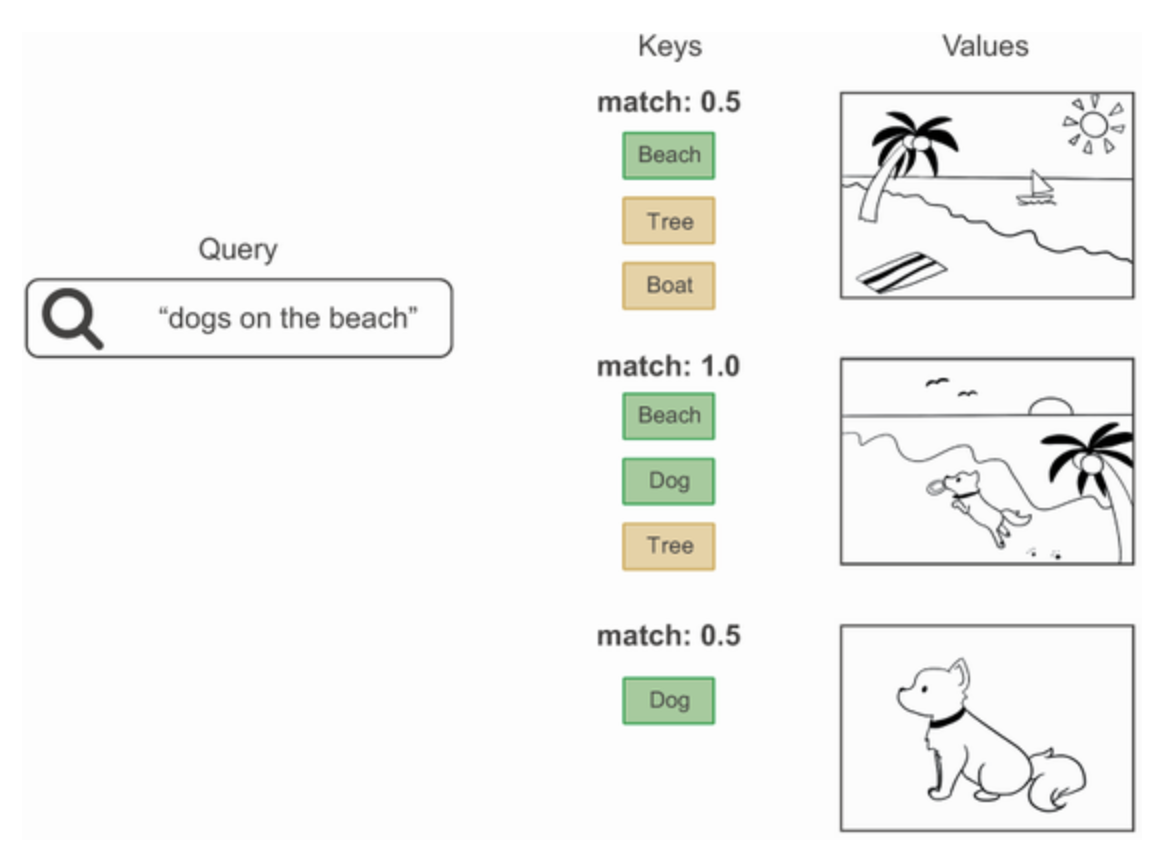 Keys
Values
match: 0.5
Beach
Tree
Boat
Query
“dogs on the beach”
match: 1.0
Beach
Dog
Tree
match: 0.5
Dog